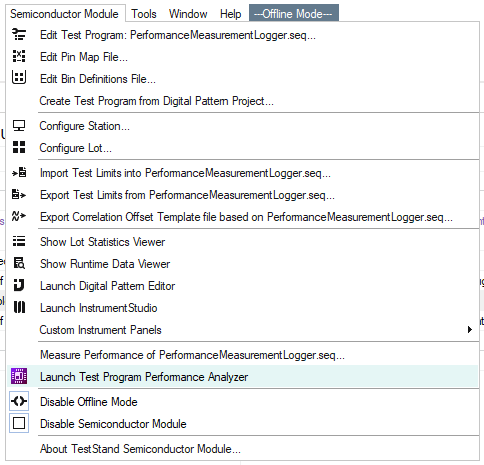 Semiconductor Module Tools Window Help ---Offline Mode---
Edit Test Program: PerformanceMeasurementLogger.seq...
Edit Pin Map File...
Edit Bin Definitions File...
Create Test Program from Digital Pattern Project...
Configure Station...
Configure Lot...
Import Test Limits into PerformanceMeasurementLogger.seq...
Export Test Limits from PerformanceMeasurementLogger.seq...
Export Correlation Offset Template file based on PerformanceMeasurementLogger.seq...
Show Lot Statistics Viewer
Show Runtime Data Viewer
Launch Digital Pattern Editor
Launch InstrumentStudio
Custom Instrument Panels
Measure Performance of PerformanceMeasurementLogger.seq...
Launch Test Program Performance Analyzer
Disable Offline Mode
Disable Semiconductor Module
About TestStand Semiconductor Module...